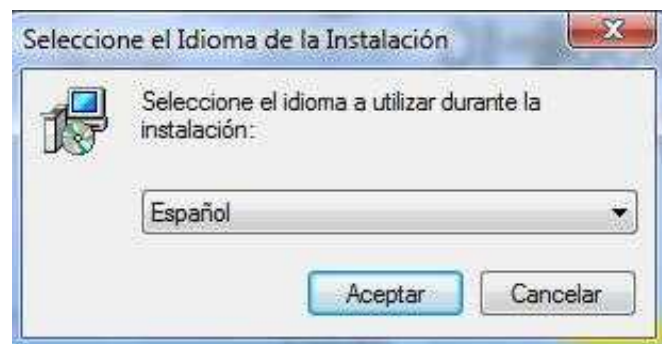 Seleccione el Idioma de la Instalación
Seleccione el idioma a utilizar durante la
instalación:
Español
Aceptar
Cancelar